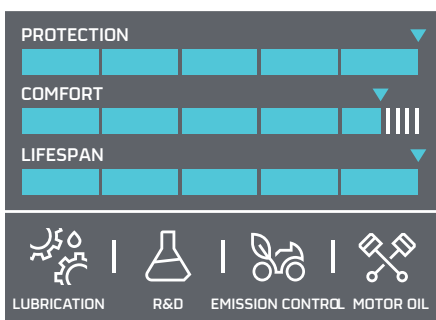 PROTECTION
COMFORT
LIFESPAN
LUBRICATION R&D EMISSION CONTROL MOTOR OIL